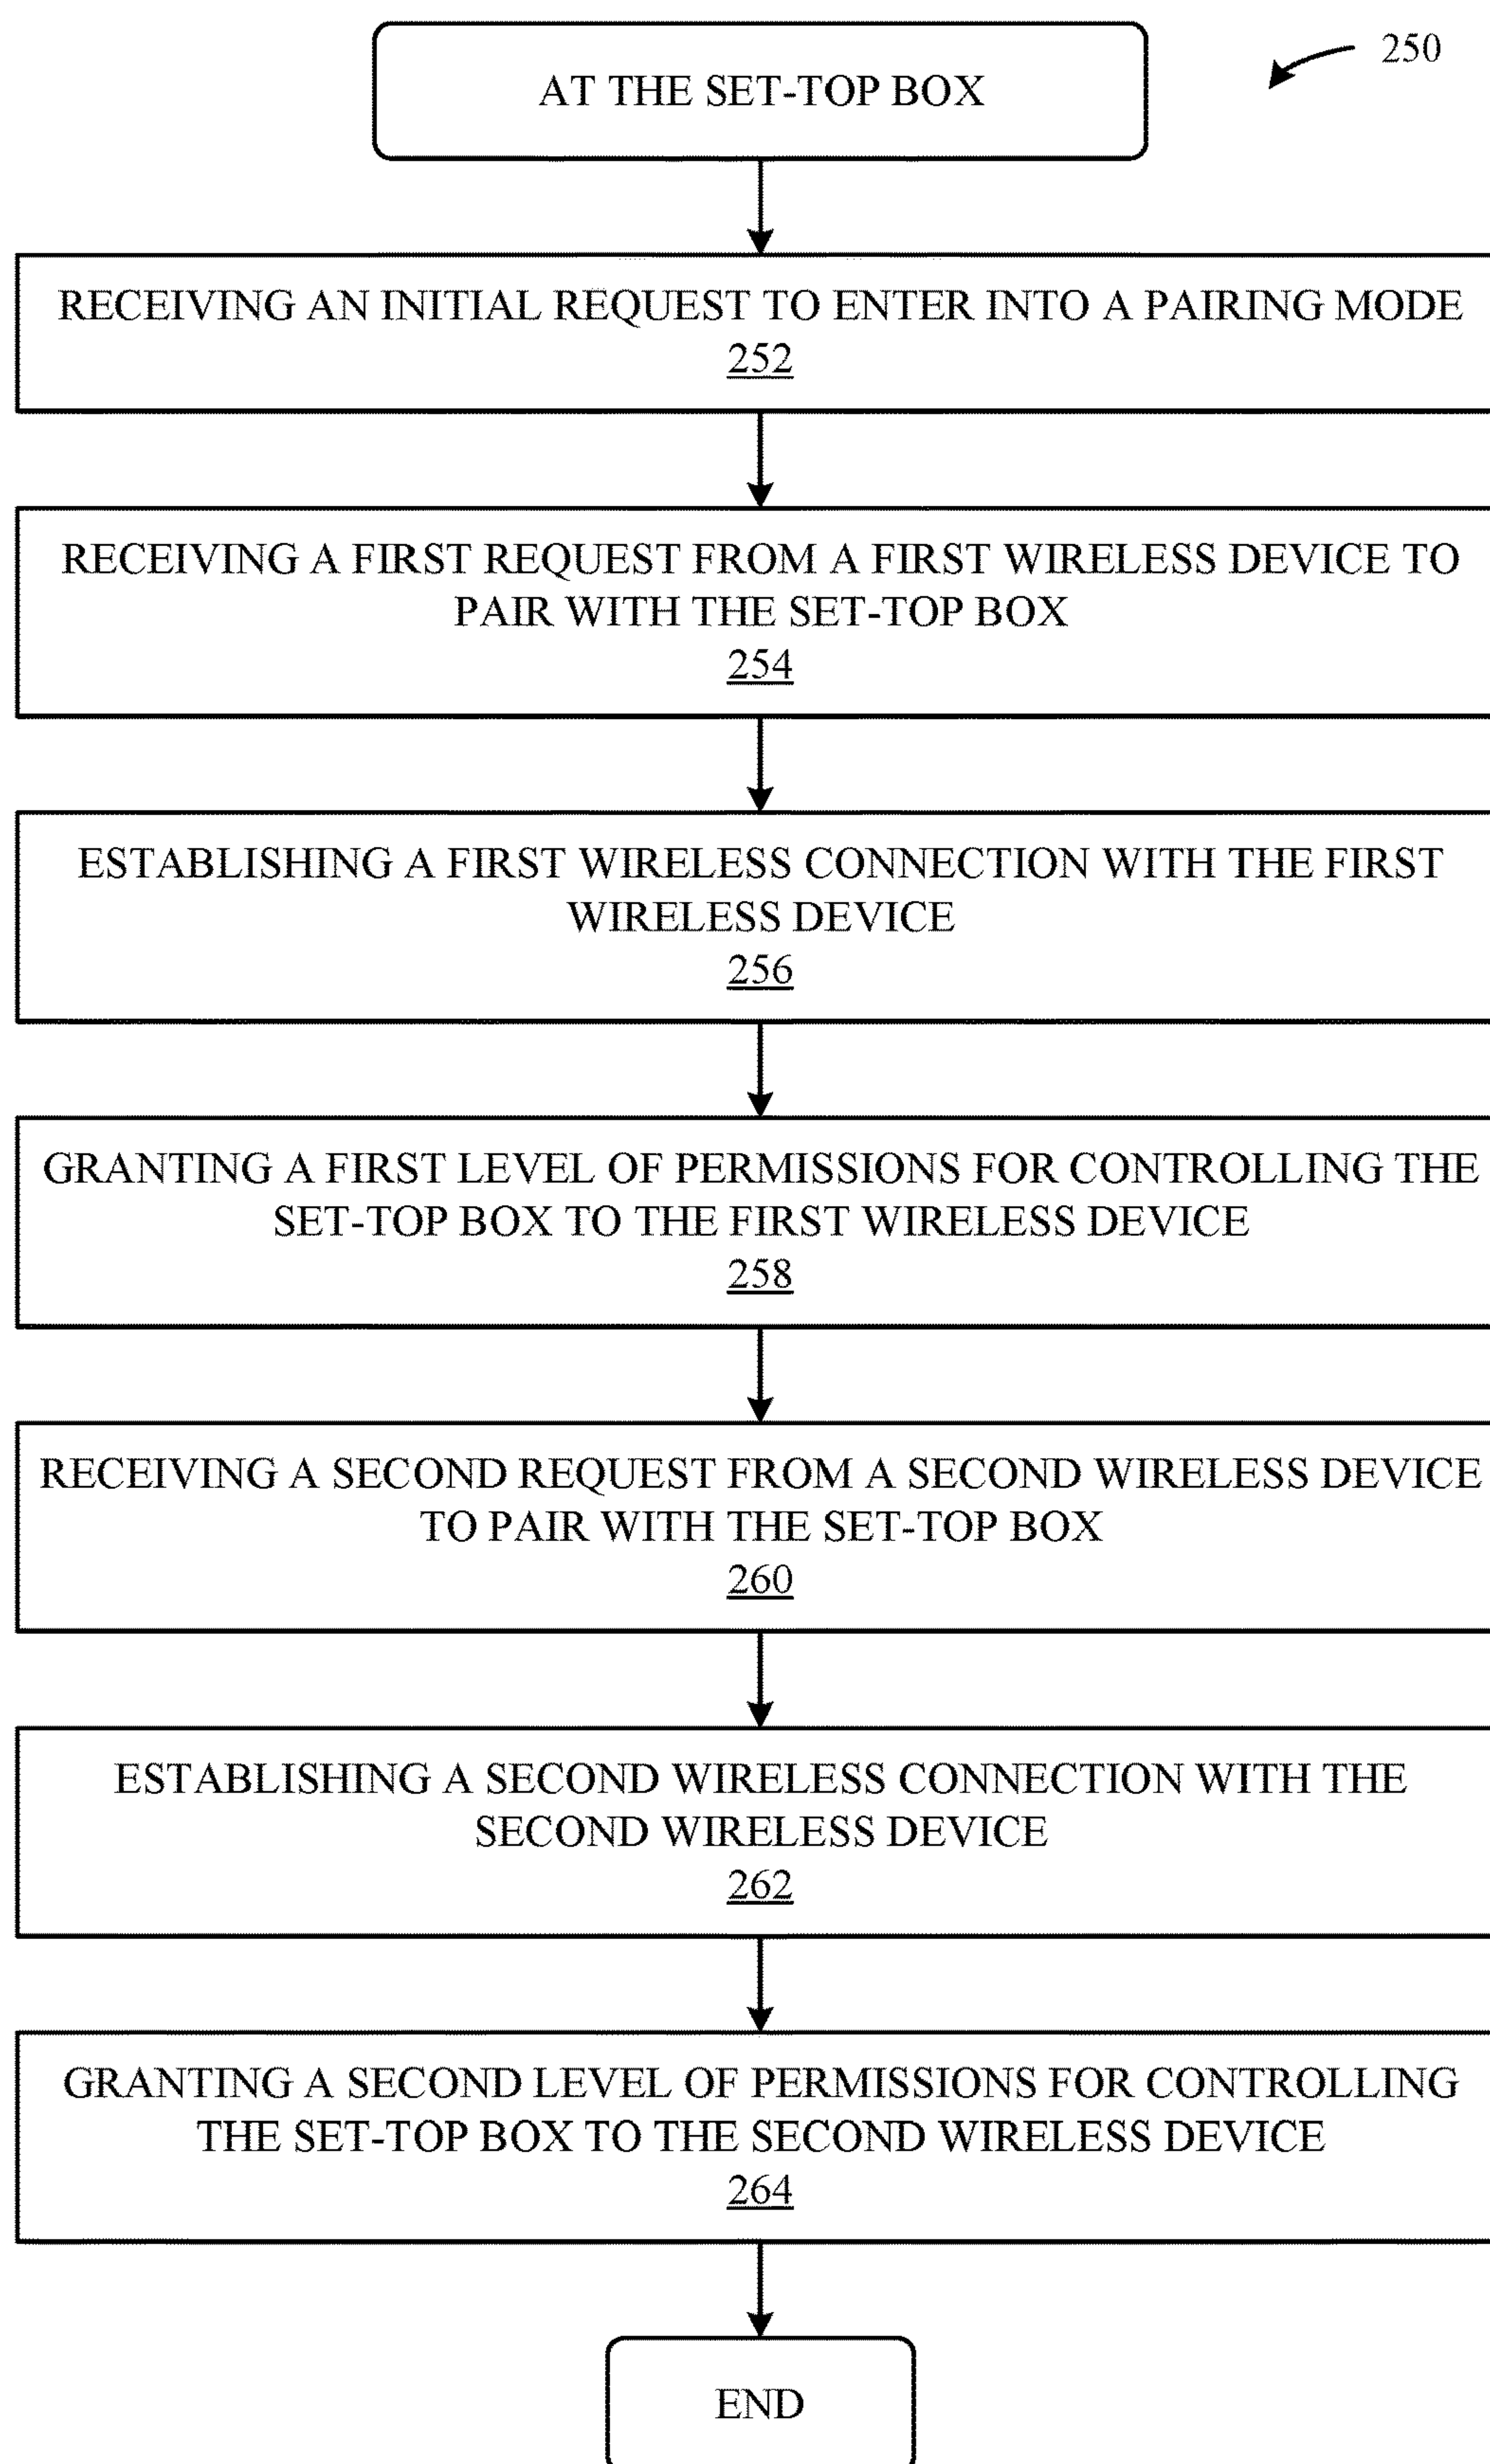 AT THE SET-TOP BOX
250
RECEIVING AN INITIAL REQUEST TO ENTER INTO A PAIRING MODE
252
RECEIVING A FIRST REQUEST FROM A FIRST WIRELESS DEVICE TO
PAIR WITH THE SET-TOP BOX
254
ESTABLISHING A FIRST WIRELESS CONNECTION WITH THE FIRST
WIRELESS DEVICE
256
GRANTING A FIRST LEVEL OF PERMISSIONS FOR CONTROLLING THE
SET-TOP BOX TO THE FIRST WIRELESS DEVICE
258
RECEIVING A SECOND REQUEST FROM A SECOND WIRELESS DEVICE
TO PAIR WITH THE SET-TOP BOX
260
ESTABLISHING A SECOND WIRELESS CONNECTION WITH THE
SECOND WIRELESS DEVICE
262
GRANTING A SECOND LEVEL OF PERMISSIONS FOR CONTROLLING
THE SET-TOP BOX TO THE SECOND WIRELESS DEVICE
264
END